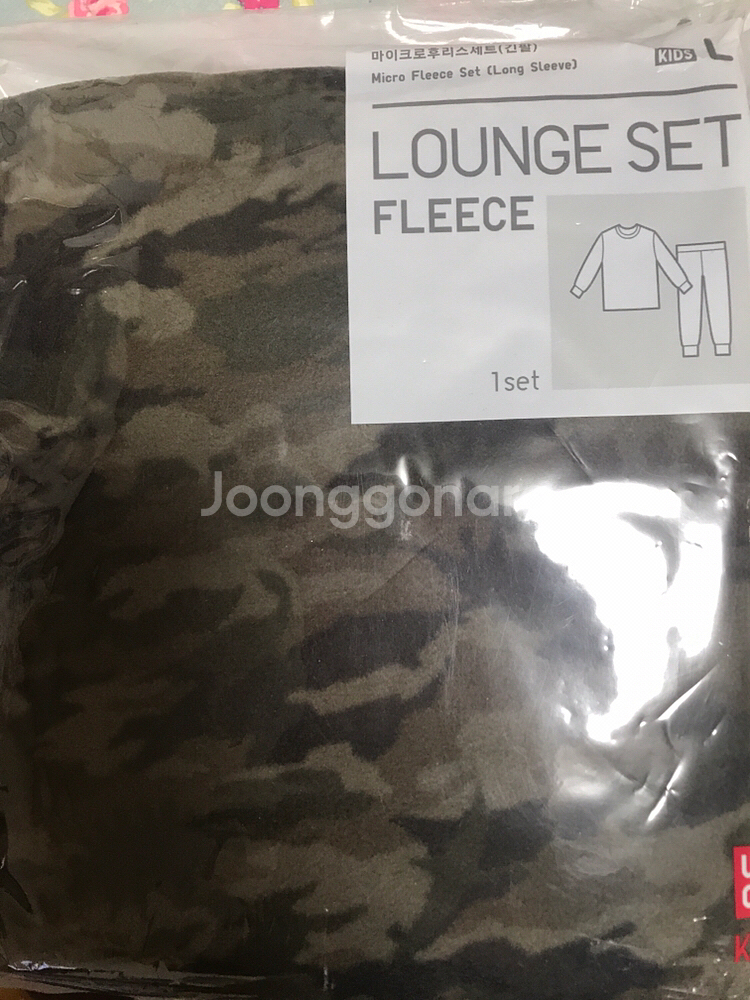 마이크로후리스세트(긴팔)
KIDS L
Micro Fleece Set (Long Sleeve)
LOUNGE SET
FLEECE
1set
Joonggonar
U
K